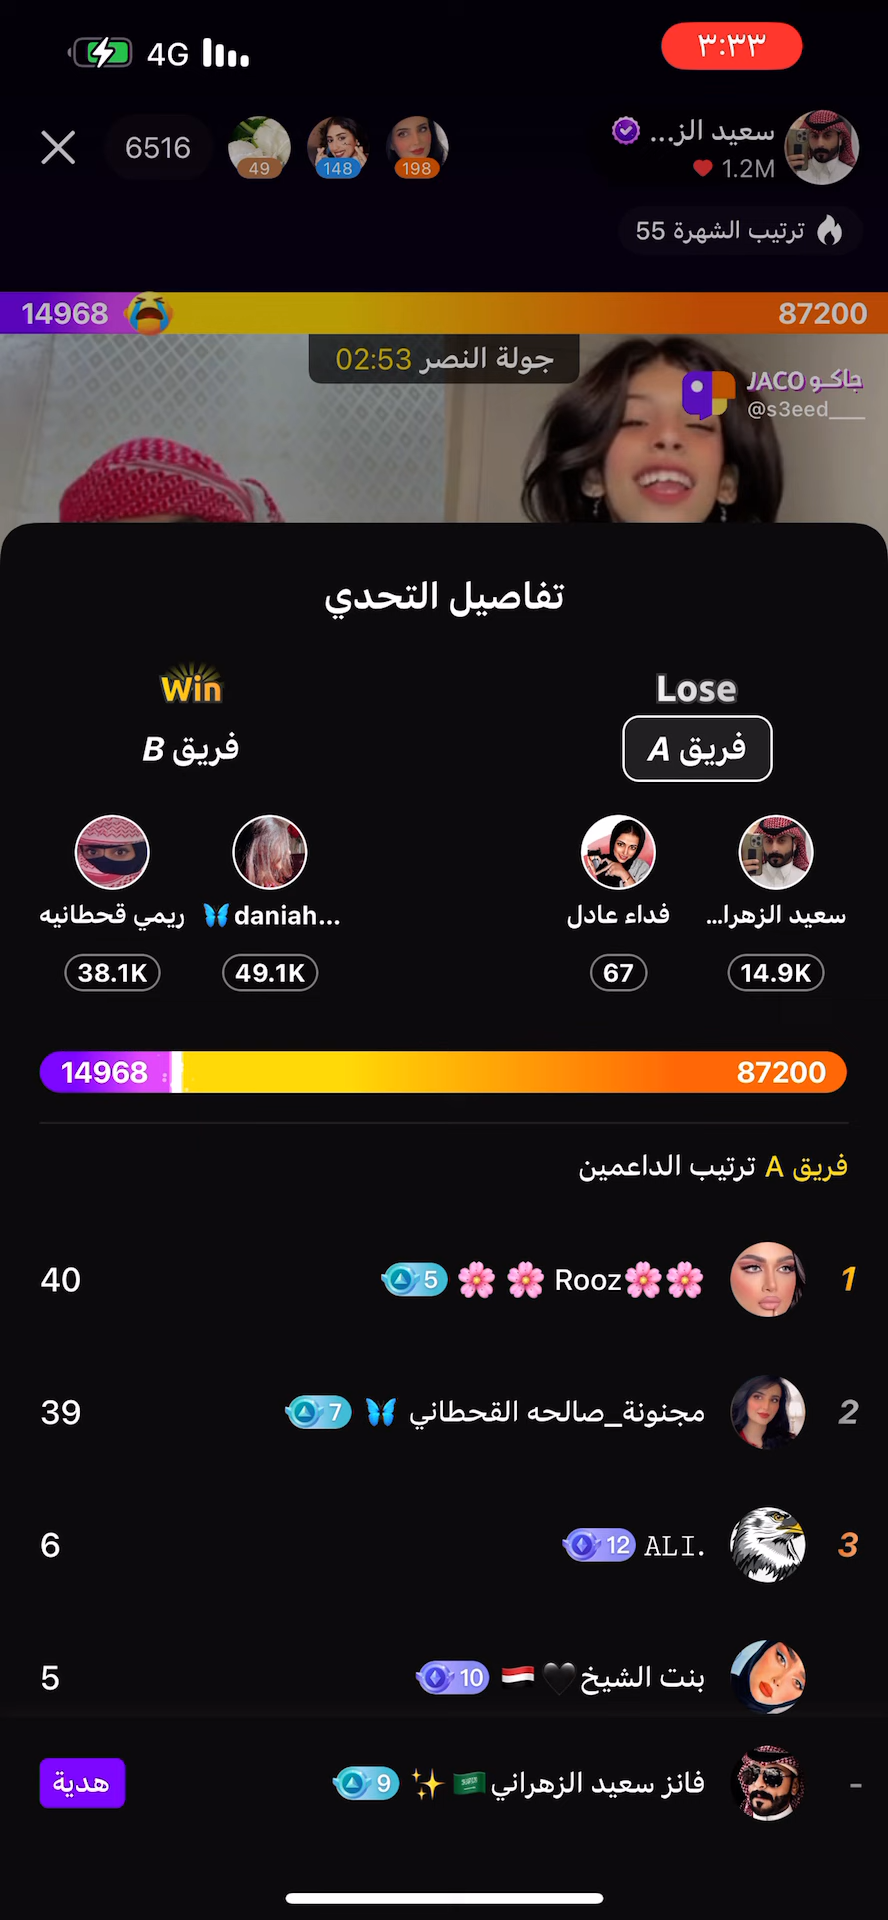 4G
٣:٣٣
6516
49
148
198
سعيد الز...
1.2M
ترتيب الشهرة 55
14968
87200
جولة النصر 02:53
JACO جاكو
@s3eed___
تفاصيل التحدي
Lose
Win
فريق A
فريق B
سعيد الزهرا...
فداء عادل
daniah...
ريمي قحطانيه
14.9K
67
49.1K
38.1K
14968
87200
فريق A ترتيب الداعمين
1 🌸🌸Rooz 🌸 🌸 5 40
2 مجنونة_صالحه القحطاني 🦋 7 39
3 ALI. 12 6
بنت الشيخ🖤🇾🇪 10 5
- فانز سعيد الزهراني🇸🇦✨ 9 هدية